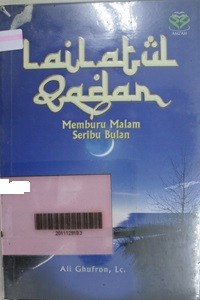 Lailatul
Qadar
Memburu Malam
Seribu Bulan
Ali Ghufron, Lc.